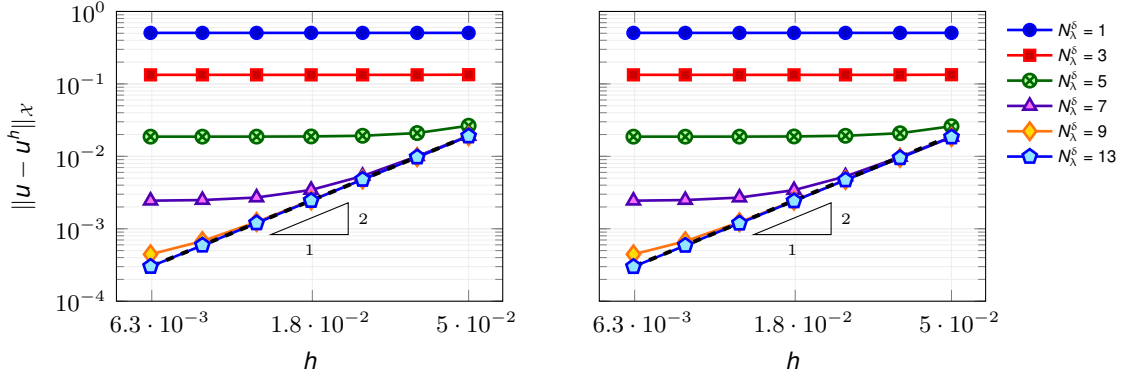 10^0
10^{-1}
10^{-2}
10^{-3}
10^{-4}
‖u − u^h‖_𝒳
2
1
6.3 · 10^{-3}
1.8 · 10^{-2}
5 · 10^{-2}
h
2
1
6.3 · 10^{-3}
1.8 · 10^{-2}
5 · 10^{-2}
h
N_λ^δ = 1
N_λ^δ = 3
N_λ^δ = 5
N_λ^δ = 7
N_λ^δ = 9
N_λ^δ = 13